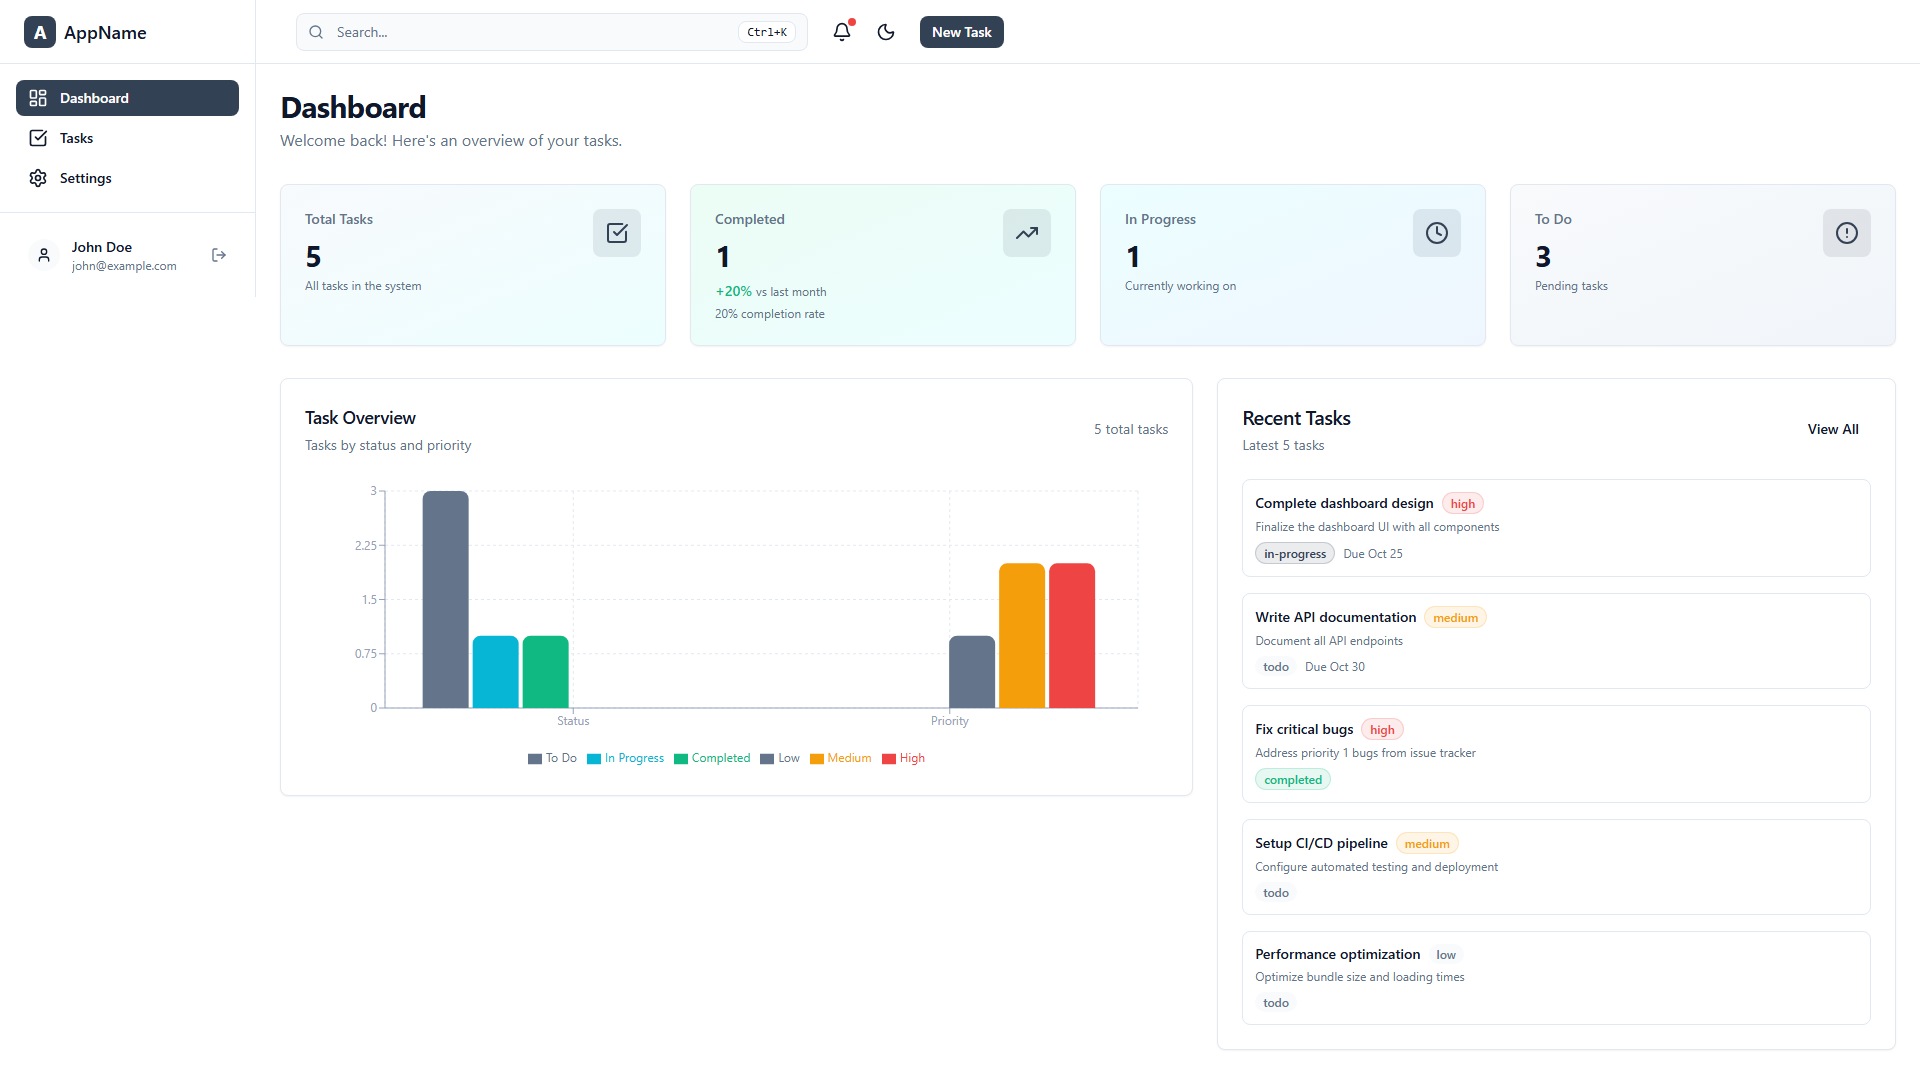 A AppName
Search... Ctrl+K
New Task
Dashboard
Tasks
Settings
John Doe
john@example.com
Dashboard
Welcome back! Here's an overview of your tasks.
Total Tasks
5
All tasks in the system
Completed
1
+20% vs last month
20% completion rate
In Progress
1
Currently working on
To Do
3
Pending tasks
Task Overview
Tasks by status and priority
5 total tasks
3
2.25
1.5
0.75
0
Status Priority
To Do In Progress Completed Low Medium High
Recent Tasks
Latest 5 tasks
View All
Complete dashboard design high
Finalize the dashboard UI with all components
in-progress Due Oct 25
Write API documentation medium
Document all API endpoints
todo Due Oct 30
Fix critical bugs high
Address priority 1 bugs from issue tracker
completed
Setup CI/CD pipeline medium
Configure automated testing and deployment
todo
Performance optimization low
Optimize bundle size and loading times
todo